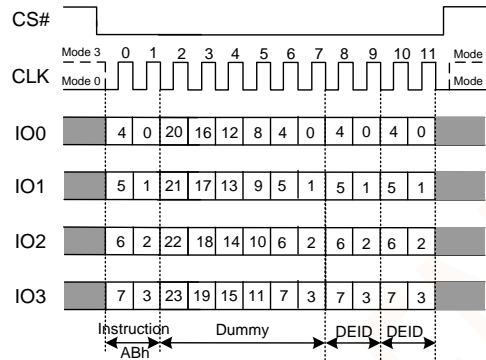 CS#
Mode 3 0 1 2 3 4 5 6 7 8 9 10 11 Mode
CLK
Mode 0 Mode
IO0 4 0 20 16 12 8 4 0 4 0 4 0
IO1 5 1 21 17 13 9 5 1 5 1 5 1
IO2 6 2 22 18 14 10 6 2 6 2 6 2
IO3 7 3 23 19 15 11 7 3 7 3 7 3
Instruction Dummy DEID DEID
ABh